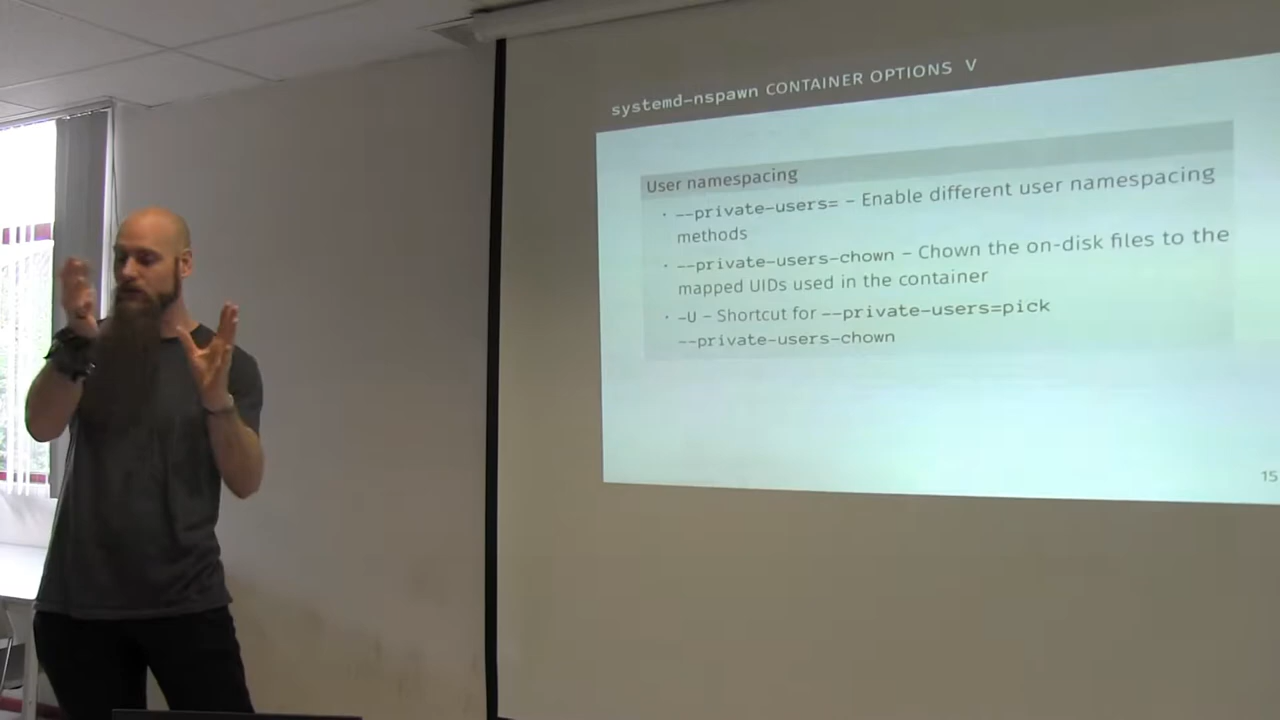 systemd-nspawn CONTAINER OPTIONS V
User namespacing
· --private-users= – Enable different user namespacing
methods
· --private-users-chown – Chown the on-disk files to the
mapped UIDs used in the container
· -U – Shortcut for --private-users=pick
--private-users-chown
15